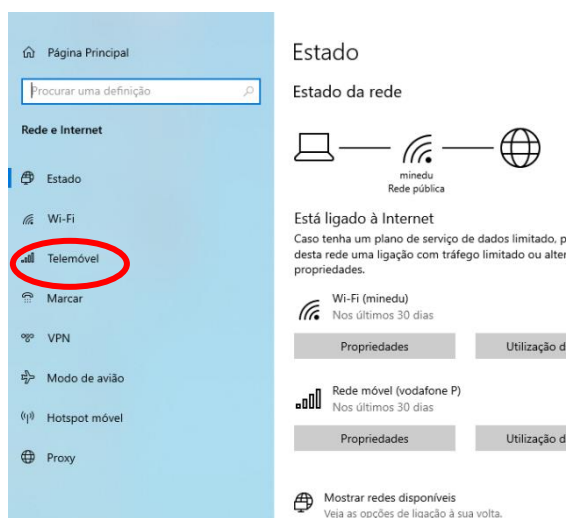 Página Principal
Procurar uma definição
Rede e Internet
Estado
Wi-Fi
Telemóvel
Marcar
VPN
Modo de avião
Hotspot móvel
Proxy
Estado
Estado da rede
minedu
Rede pública
Está ligado à Internet
Caso tenha um plano de serviço de dados limitado, p
desta rede uma ligação com tráfego limitado ou alter
propriedades.
Wi-Fi (minedu)
Nos últimos 30 dias
Propriedades
Utilização d
Rede móvel (vodafone P)
Nos últimos 30 dias
Propriedades
Utilização d
Mostrar redes disponíveis
Veja as opções de ligação à sua volta.